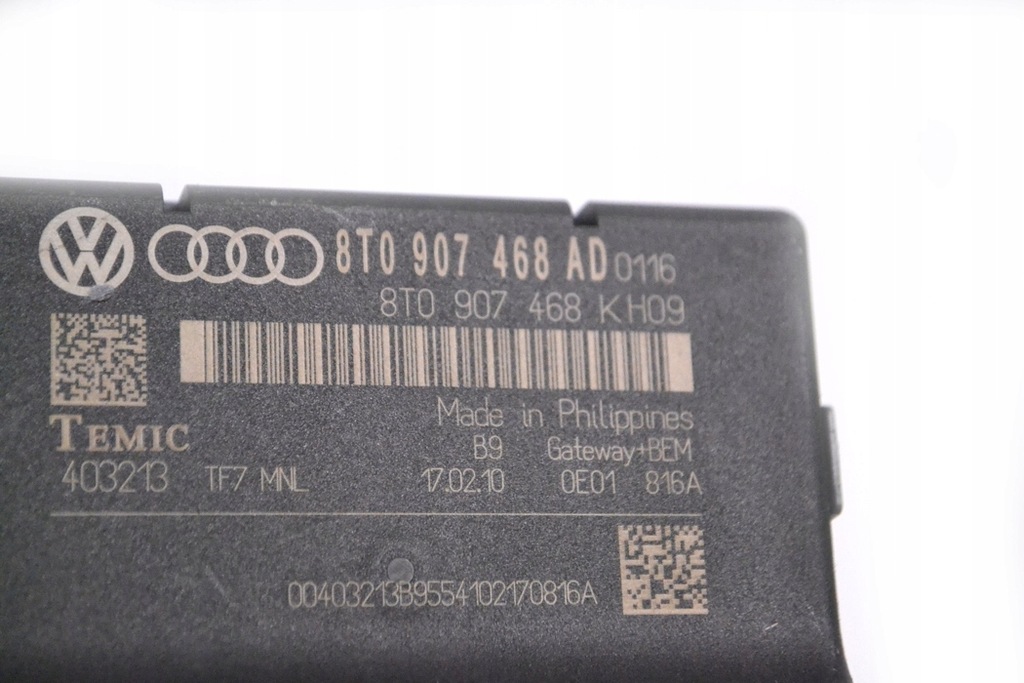 8T0 907 468 AD 0116
8T0 907 468 K H09
Made in Philippines
TEMIC B9 Gateway+BEM
403213 TF7 MNL 17.02.10 0E01 816A
00403213B9554102170816A